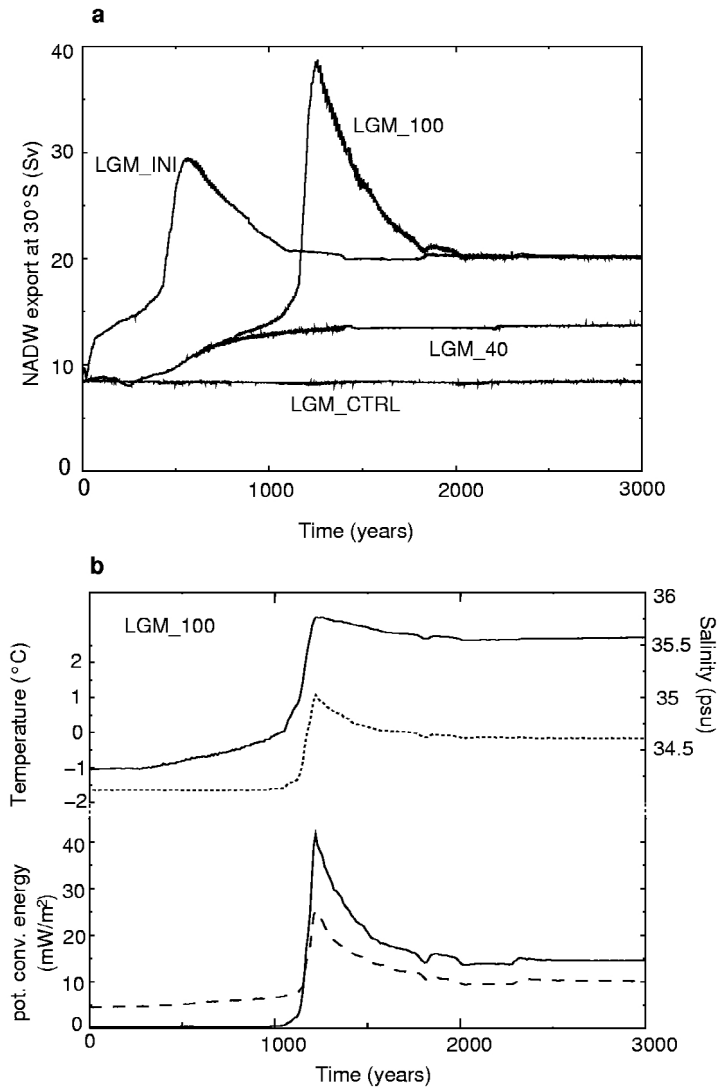 a
40
30
20
10
0
NADW export at 30°S (Sv)
LGM_INI
LGM_100
LGM_40
LGM_CTRL
0
1000
2000
3000
Time (years)
b
LGM_100
2
1
0
−1
−2
Temperature (°C)
36
35.5
35
34.5
Salinity (psu)
40
30
20
10
0
pot. conv. energy
(mW/m²)
0
1000
2000
3000
Time (years)